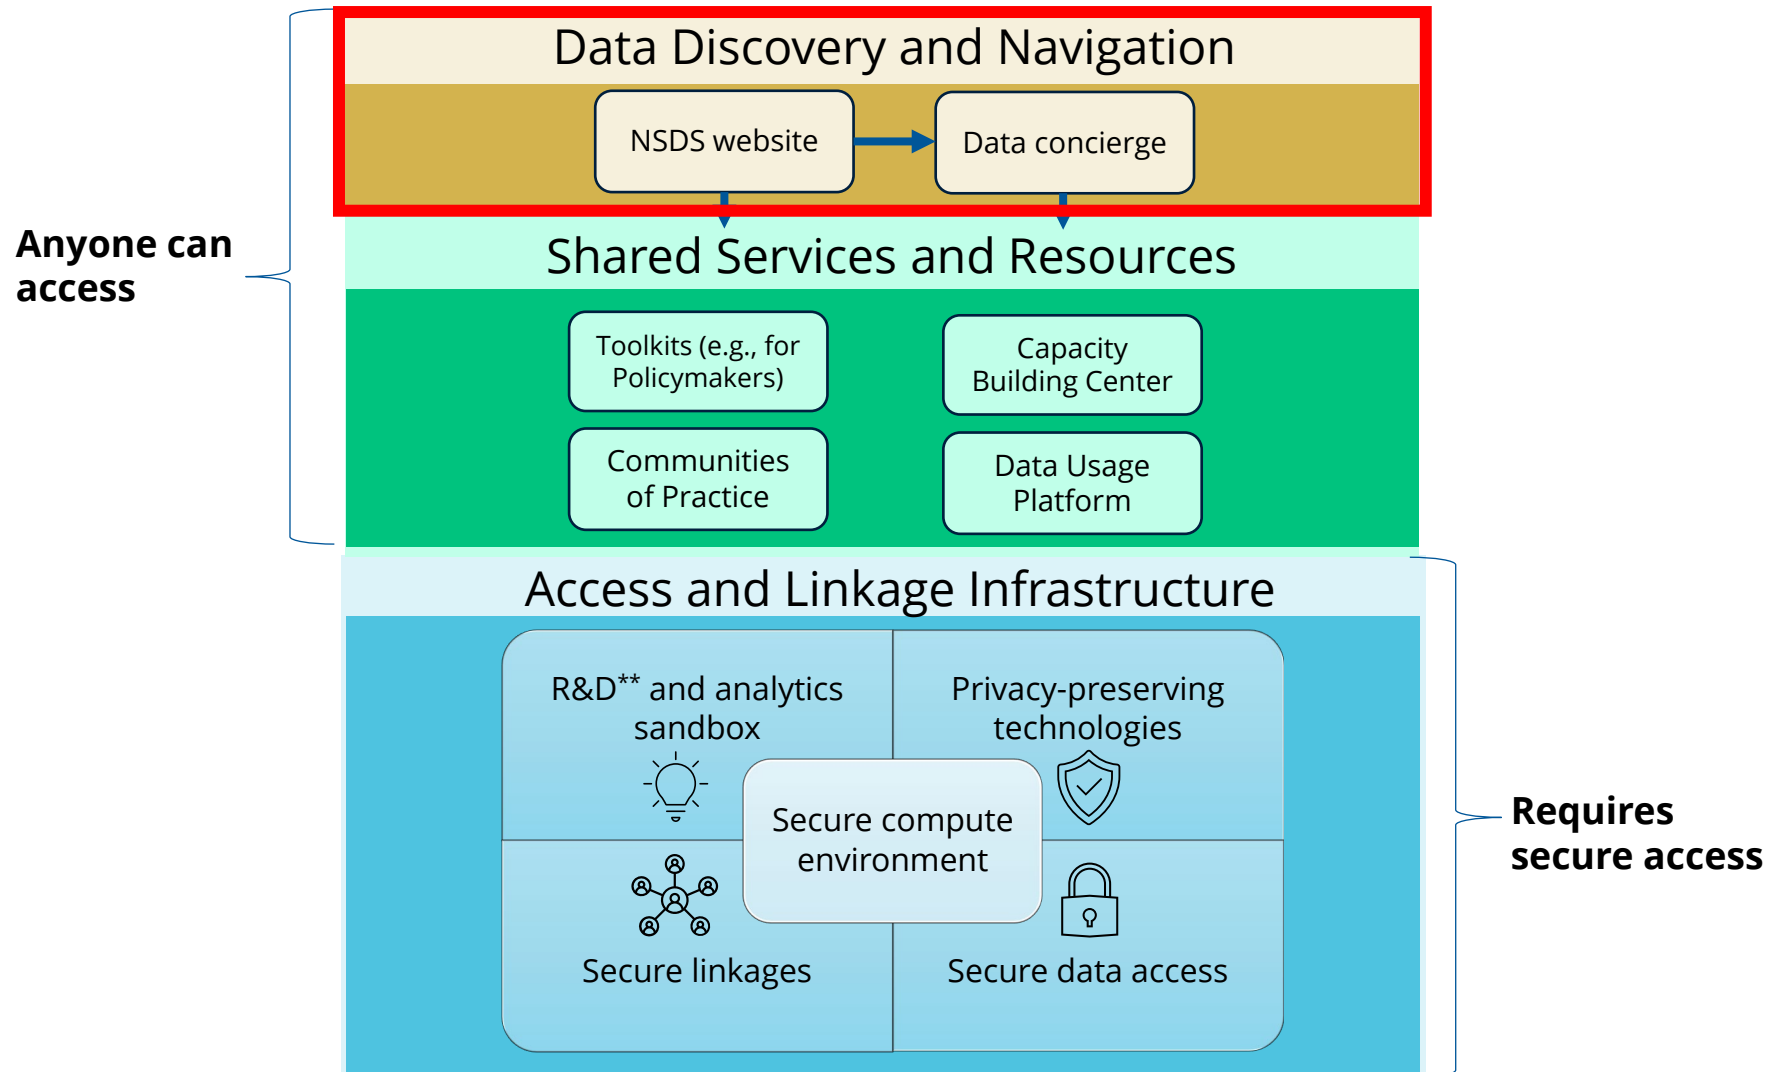 Data Discovery and Navigation
NSDS website
Data concierge
Anyone can
access
Shared Services and Resources
Toolkits (e.g., for
Policymakers)
Capacity
Building Center
Communities
of Practice
Data Usage
Platform
Access and Linkage Infrastructure
R&D** and analytics
sandbox
Privacy-preserving
technologies
Secure compute
environment
Secure linkages
Secure data access
Requires
secure access